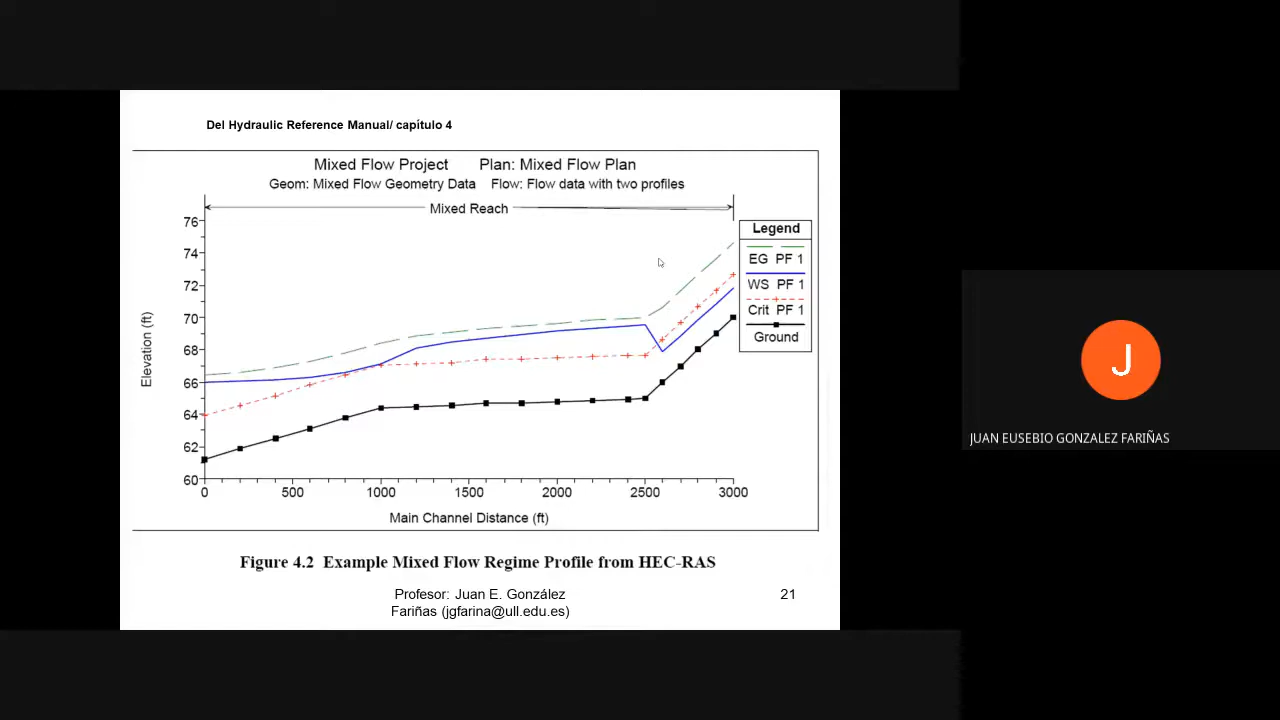 Del Hydraulic Reference Manual/ capítulo 4
Mixed Flow Project Plan: Mixed Flow Plan
Geom: Mixed Flow Geometry Data Flow: Flow data with two profiles
Mixed Reach
76
74
72
70
68
66
64
62
60
Elevation (ft)
0 500 1000 1500 2000 2500 3000
Main Channel Distance (ft)
Legend
EG PF 1
WS PF 1
Crit PF 1
Ground
Figure 4.2 Example Mixed Flow Regime Profile from HEC-RAS
Profesor: Juan E. González
Fariñas (jgfarina@ull.edu.es)
21
J
JUAN EUSEBIO GONZALEZ FARIÑAS